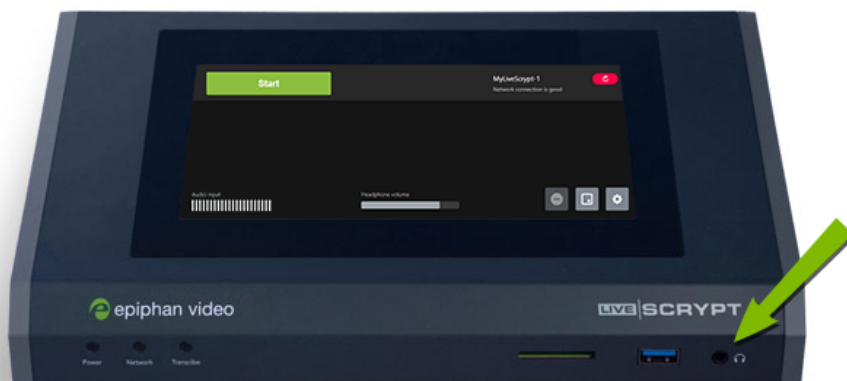 Start
MyLiveScrypt-1
Network connection is good
Audio input
Headphone volume
epiphan video
LIVE SCRYPT
Power
Network
Transcribe